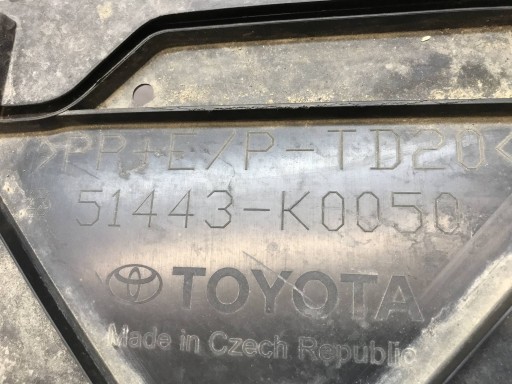 >PP+E/P-TD20<
51443-K0050
TOYOTA
Made in Czech Republic